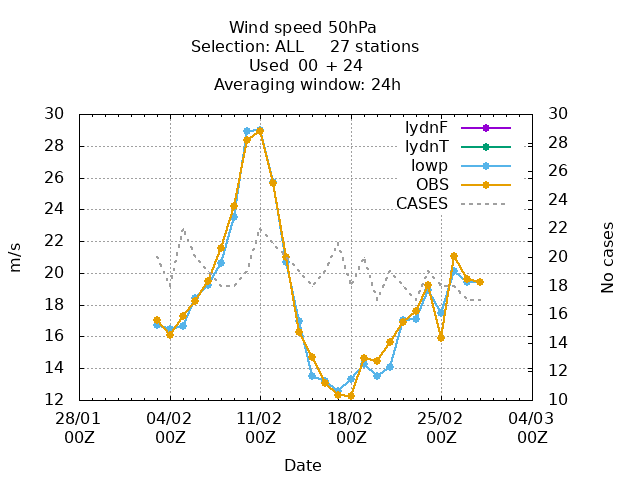 Wind speed 50hPa
Selection: ALL 27 stations
Used 00 + 24
Averaging window: 24h
30 30
28 28
26 26
24 24
22 22
20 20
18 18
16 16
14 14
12 12
10
lydnF
lydnT
lowp
OBS
CASES
m/s
No cases
28/01 04/02 11/02 18/02 25/02 04/03
00Z 00Z 00Z 00Z 00Z 00Z
Date